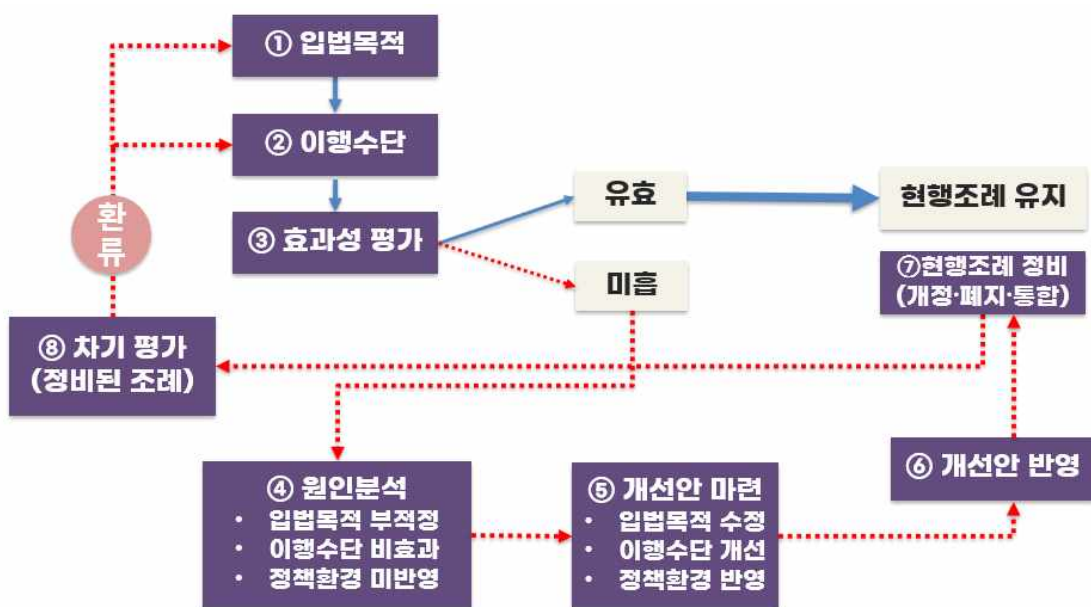 ① 입법목적
② 이행수단
③ 효과성 평가
유효
현행조례 유지
미흡
환
류
⑦현행조례 정비
(개정·폐지·통합)
⑧ 차기 평가
(정비된 조례)
④ 원인분석
• 입법목적 부적정
• 이행수단 비효과
• 정책환경 미반영
⑤ 개선안 마련
• 입법목적 수정
• 이행수단 개선
• 정책환경 반영
⑥ 개선안 반영